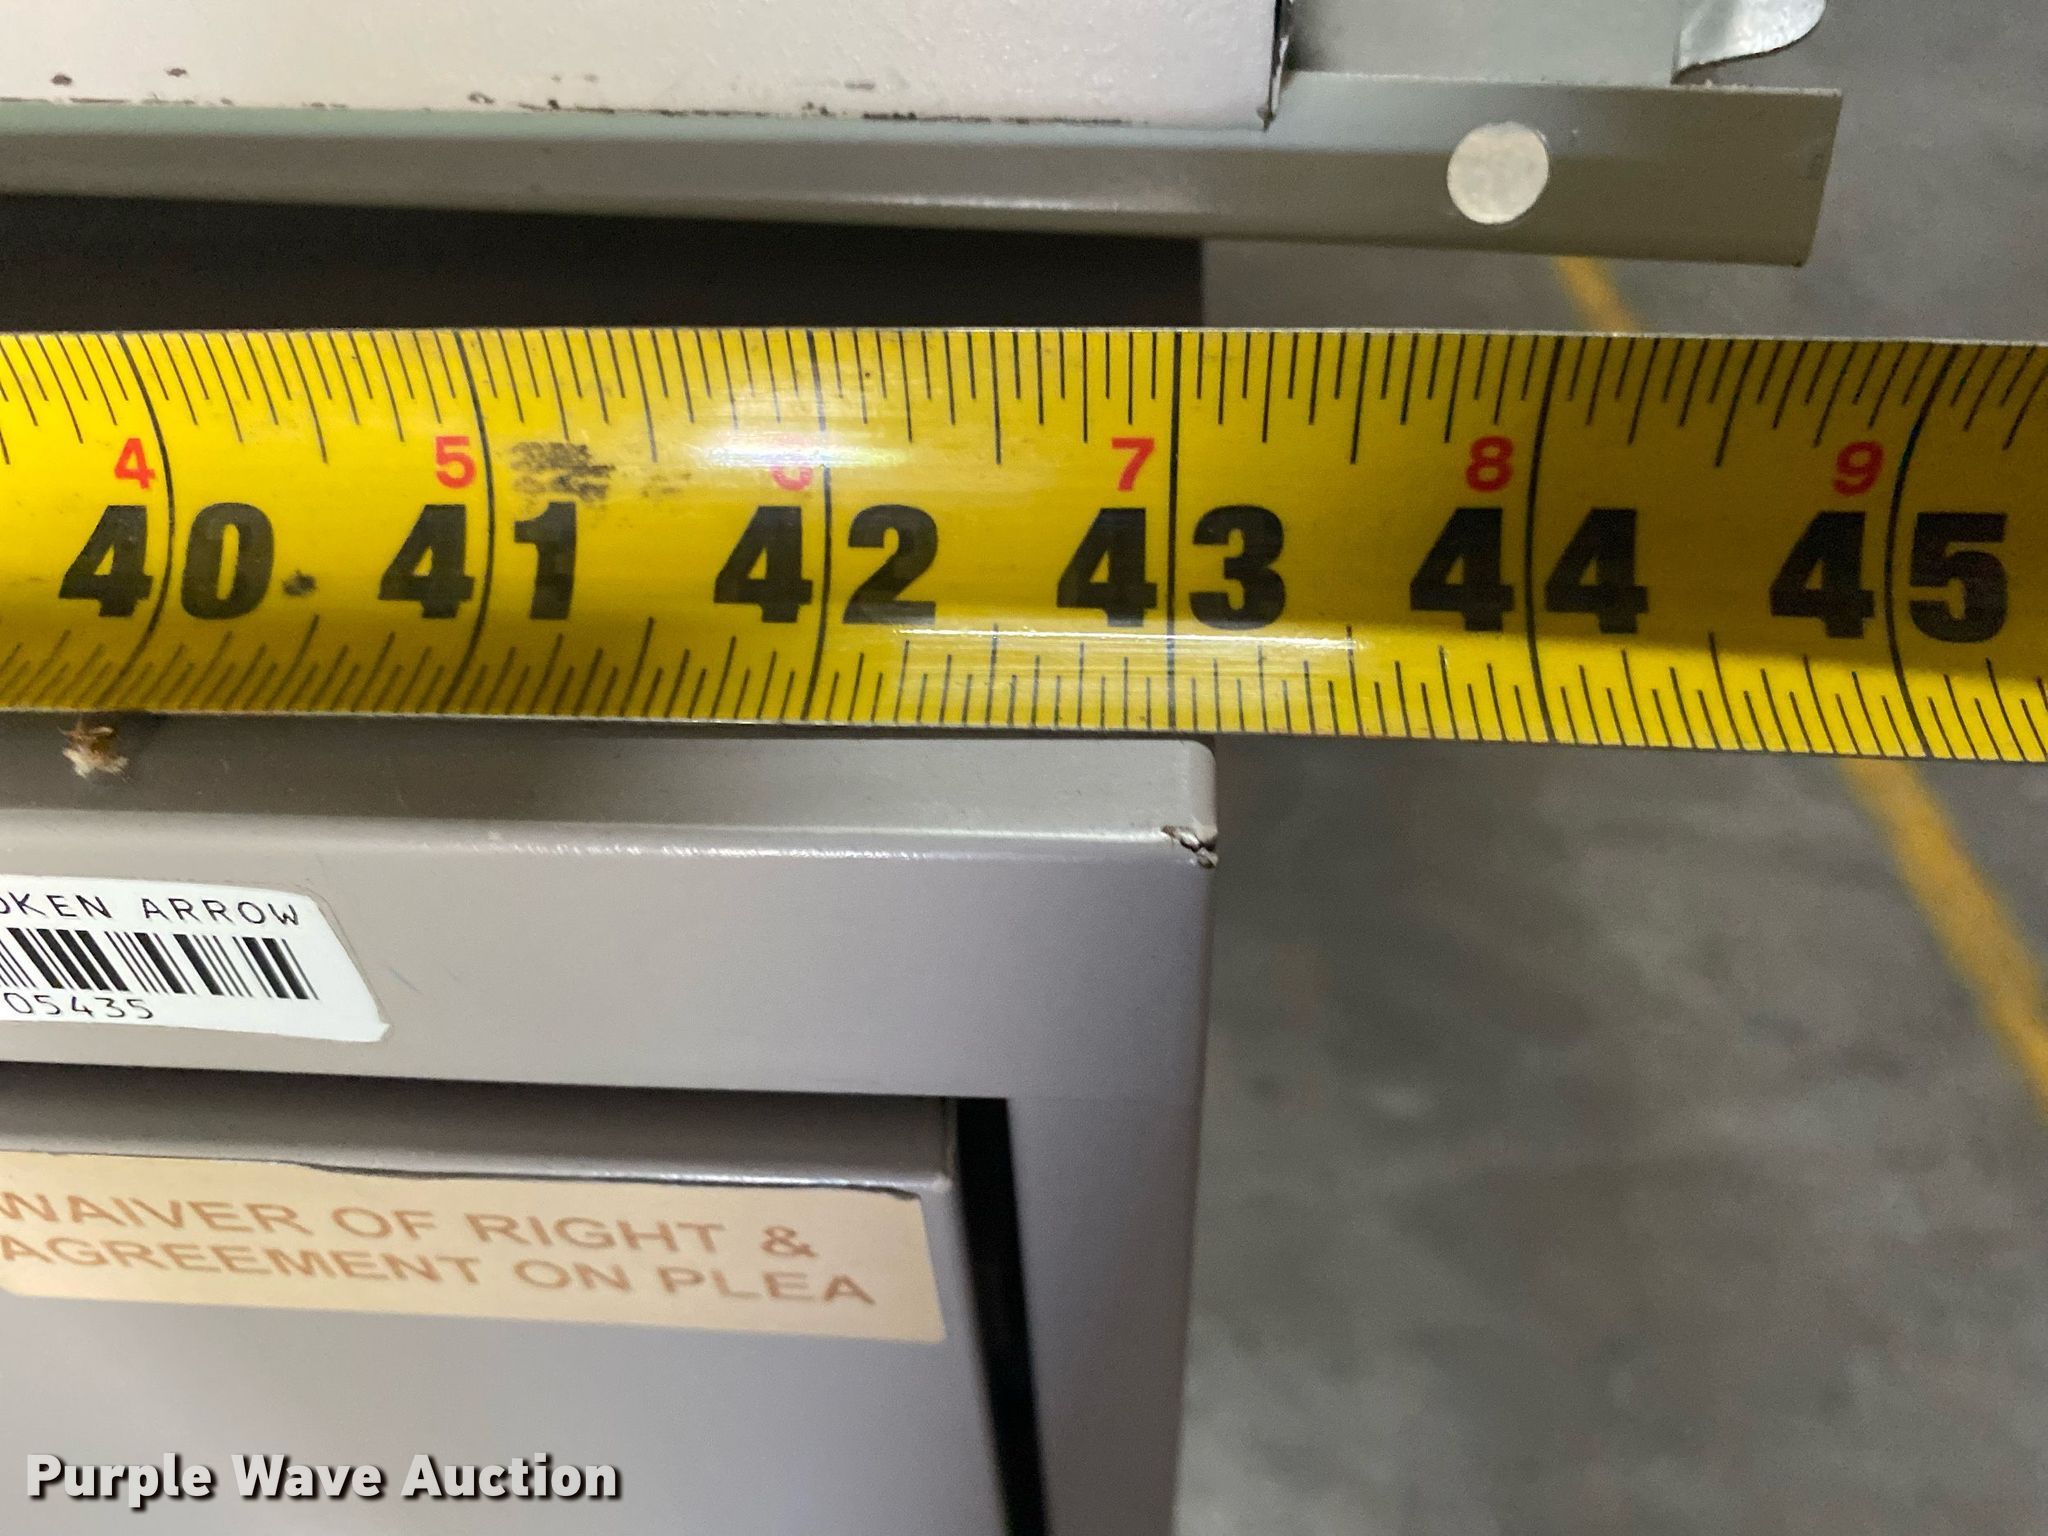 4 5 6 7 8 9
40 41 42 43 44 45
OKEN ARROW
05435
WAIVER OF RIGHT &
AGREEMENT ON PLEA
Purple Wave Auction